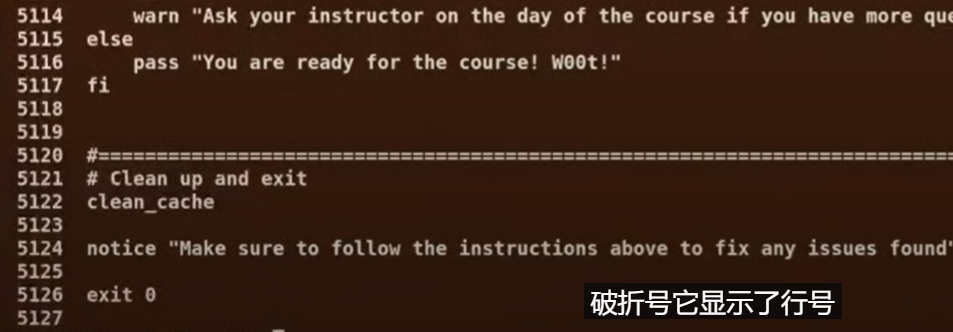 5114      warn "Ask your instructor on the day of the course if you have more que
5115  else
5116      pass "You are ready for the course! W00t!"
5117  fi
5118
5119
5120  #==========================================================================
5121  # Clean up and exit
5122  clean_cache
5123
5124  notice "Make sure to follow the instructions above to fix any issues found"
5125
5126  exit 0
5127
破折号它显示了行号